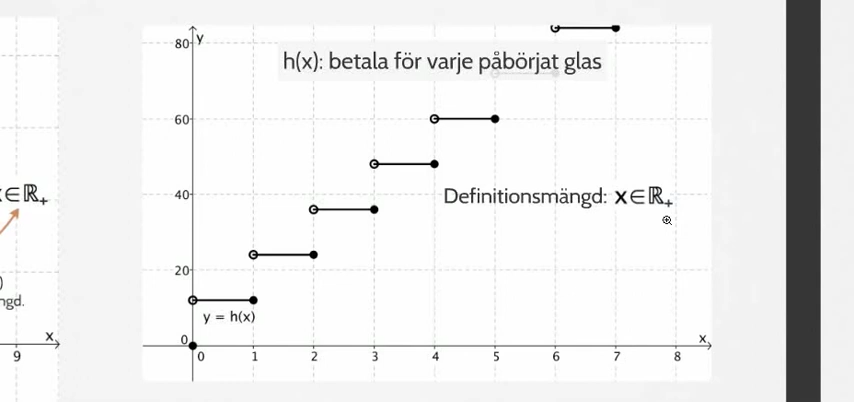 80
y
h(x): betala för varje påbörjat glas
60
x∈ℝ₊
40
Definitionsmängd: x∈ℝ₊
)
ngd.
20
y = h(x)
x
0
x
9
0 1 2 3 4 5 6 7 8